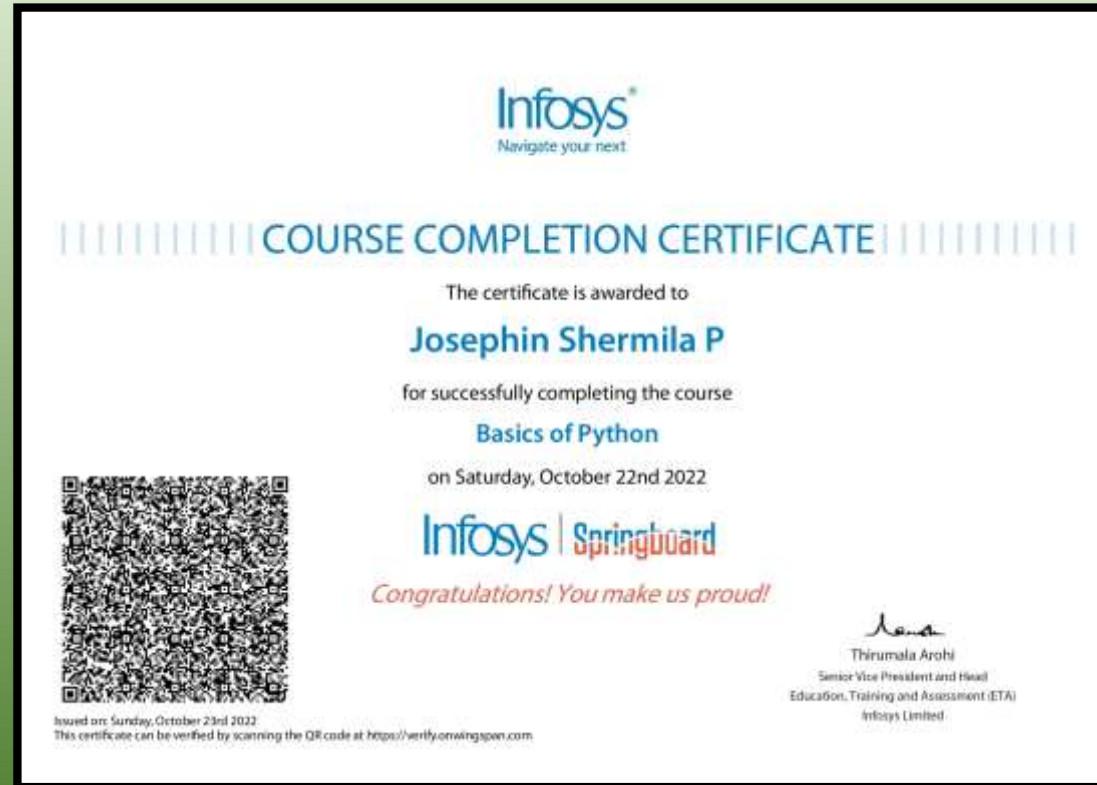 Infosys®
Navigate your next
COURSE COMPLETION CERTIFICATE
The certificate is awarded to
Josephin Shermila P
for successfully completing the course
Basics of Python
on Saturday, October 22nd 2022
Infosys | Springboard
Congratulations! You make us proud!
Thirumala Arohi
Senior Vice President and Head
Education, Training and Assessment (ETA)
Infosys Limited
Issued on: Sunday, October 23rd 2022
This certificate can be verified by scanning the QR code at https://verify.onwingspan.com